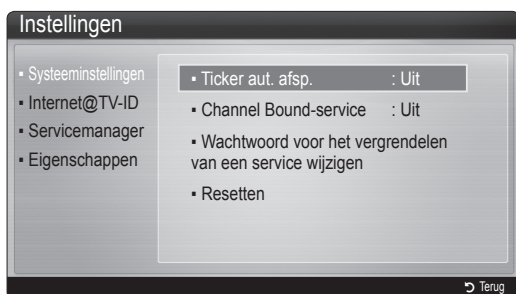 Instellingen
▪ Systeeminstellingen
▪ Internet@TV-ID
▪ Servicemanager
▪ Eigenschappen
▪ Ticker aut. afsp. : Uit
▪ Channel Bound-service : Uit
▪ Wachtwoord voor het vergrendelen
van een service wijzigen
▪ Resetten
Terug